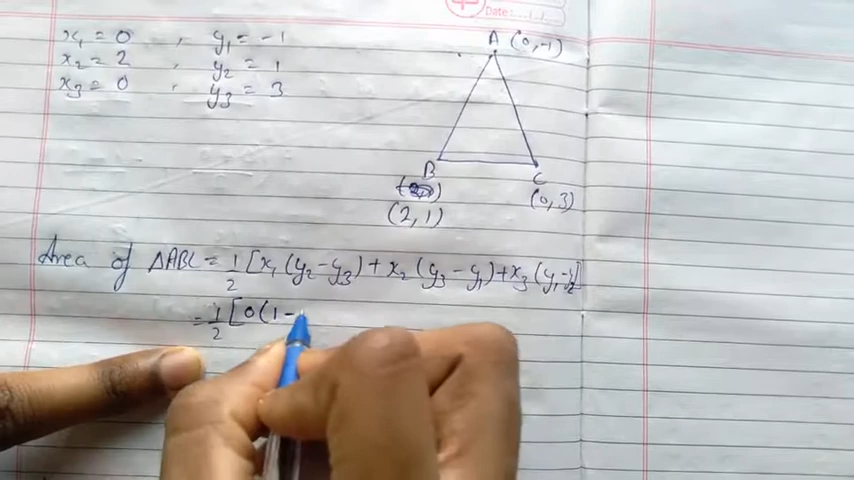 Date:
x₁ = 0 , y₁ = -1
x₂ = 2 , y₂ = 1
x₃ = 0 , y₃ = 3
A (0,-1)
B C
(2,1) (0,3)
Area of ΔABC = 1/2 [x₁ (y₂ - y₃) + x₂ (y₃ - y₁) + x₃ (y₁ - y₂]
= 1/2 [0(1 -